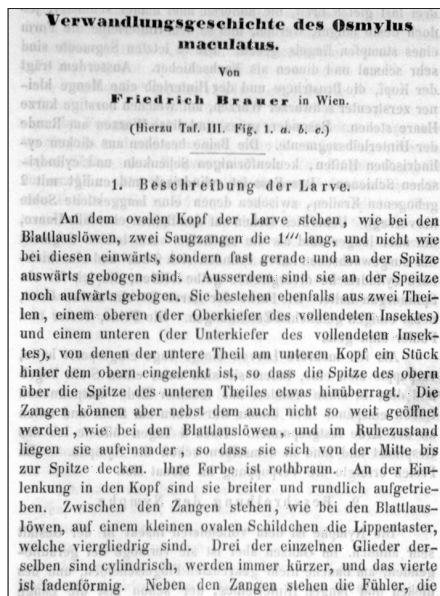 Verwandlungsgeschichte des Osmylus
maculatus.
Von
Friedrich Brauer in Wien.
(Hierzu Taf. III. Fig. 1. a. b. c.)
1. Beschreibung der Larve.
An dem ovalen Kopf der Larve stehen, wie bei den
Blattlauslöwen, zwei Saugzangen die 1''' lang, und nicht wie
bei diesen einwärts, sondern fast gerade und an der Spitze
auswärts gebogen sind. Ausserdem sind sie an der Speitze
noch aufwärts gebogen. Sie bestehen ebenfalls aus zwei Thei-
len, einem oberen (der Oberkiefer des vollendeten Insektes)
und einem unteren (der Unterkiefer des vollendeten Insek-
tes), von denen der untere Theil am unteren Kopf ein Stück
hinter dem obern eingelenkt ist, so dass die Spitze des obern
über die Spitze des unteren Theiles etwas hinüberragt. Die
Zangen können aber nebst dem auch nicht so weit geöffnet
werden, wie bei den Blattlauslöwen, und im Ruhezustand
liegen sie aufeinander, so dass sie sich von der Mitte bis
zur Spitze decken. Ihre Farbe ist rothbraun. An der Ein-
lenkung in den Kopf sind sie breiter und rundlich aufgetrie-
ben. Zwischen den Zangen stehen, wie bei den Blattlaus-
löwen, auf einem kleinen ovalen Schildchen die Lippentaster,
welche viergliedrig sind. Drei der einzelnen Glieder der-
selben sind cylindrisch, werden immer kürzer, und das vierte
ist fadenförmig. Neben den Zangen stehen die Fühler, die